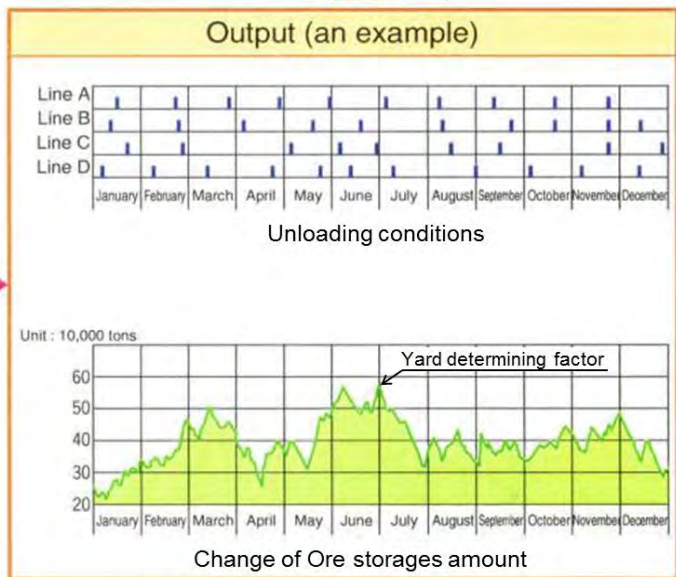 Output (an example)
Line A
Line B
Line C
Line D
January February March April May June July August September October November December
Unloading conditions
Unit : 10,000 tons
Yard determining factor
60
50
40
30
20
January February March April May June July August September October November December
Change of Ore storages amount